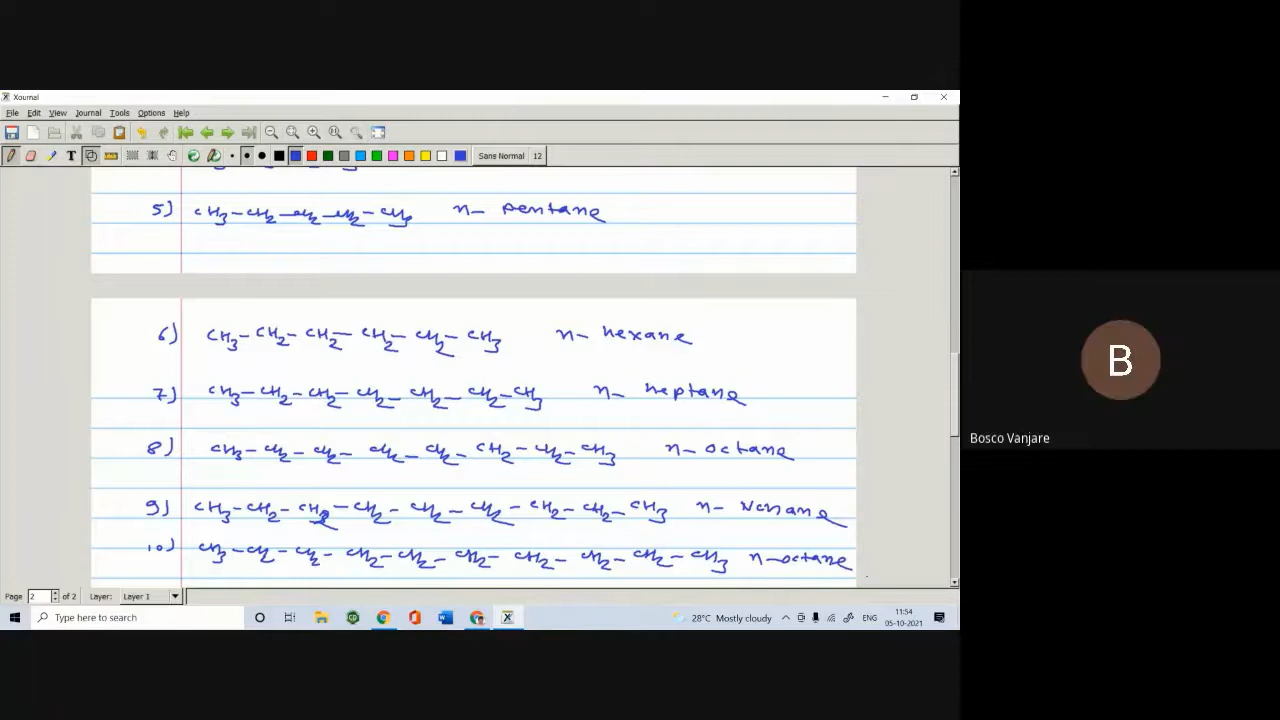 Xournal
File Edit View Journal Tools Options Help
Sans Normal 12
5) CH3-CH2-CH2-CH2-CH3 n- Pentane
6) CH3-CH2-CH2-CH2-CH2-CH3 n- hexane
7) CH3-CH2-CH2-CH2-CH2-CH2-CH3 n- heptane
8) CH3-CH2-CH2-CH2-CH2-CH2-CH2-CH3 n- octane
9) CH3-CH2-CH2-CH2-CH2-CH2-CH2-CH2-CH3 n- Nonane
10) CH3-CH2-CH2-CH2-CH2-CH2-CH2-CH2-CH2-CH3 n-octane
Page 2 of 2 Layer: Layer 1
Type here to search
28°C Mostly cloudy ENG 11:54
05-10-2021
B
Bosco Vanjare